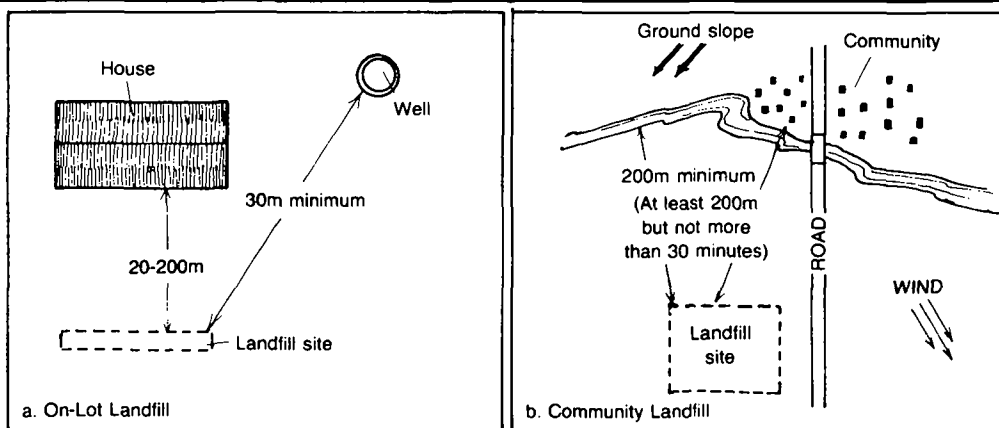 House
Well
30m minimum
20-200m
Landfill site
a. On-Lot Landfill
Ground slope
Community
200m minimum
(At least 200m
but not more
than 30 minutes)
ROAD
WIND
Landfill
site
b. Community Landfill